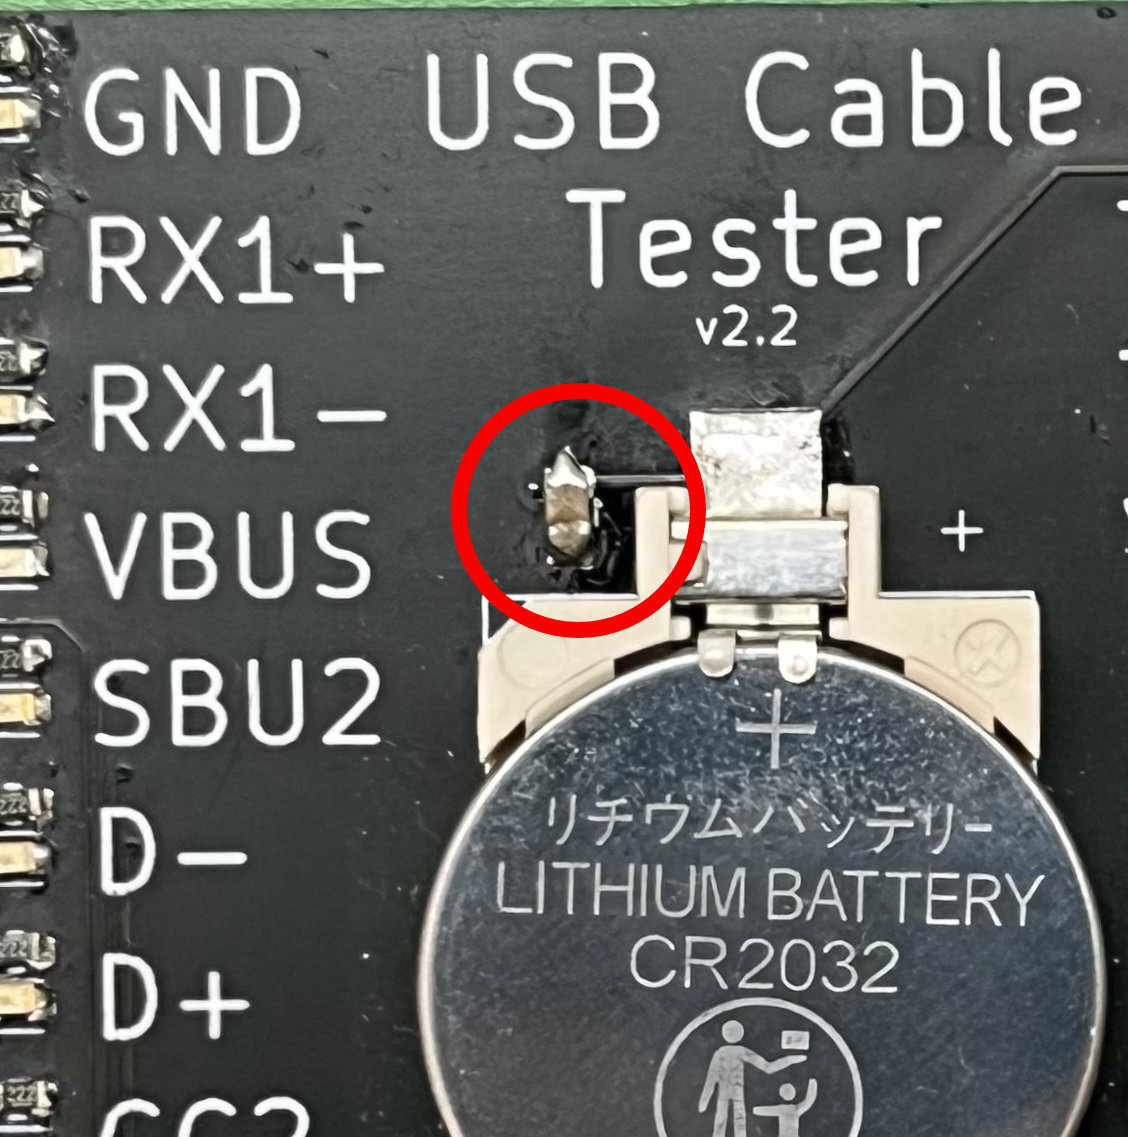 GND
USB Cable
Tester
v2.2
RX1+
RX1-
+
VBUS
SBU2
+
リチウムバッテリー
D-
LITHIUM BATTERY
CR2032
D+
222